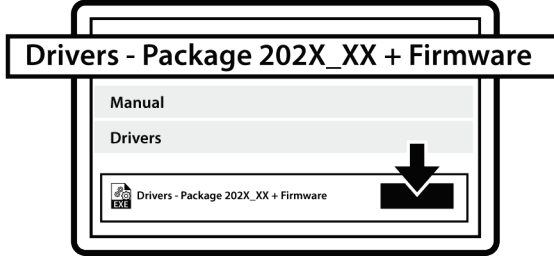 Drivers - Package 202X_XX + Firmware
Manual
Drivers
EXE Drivers - Package 202X_XX + Firmware